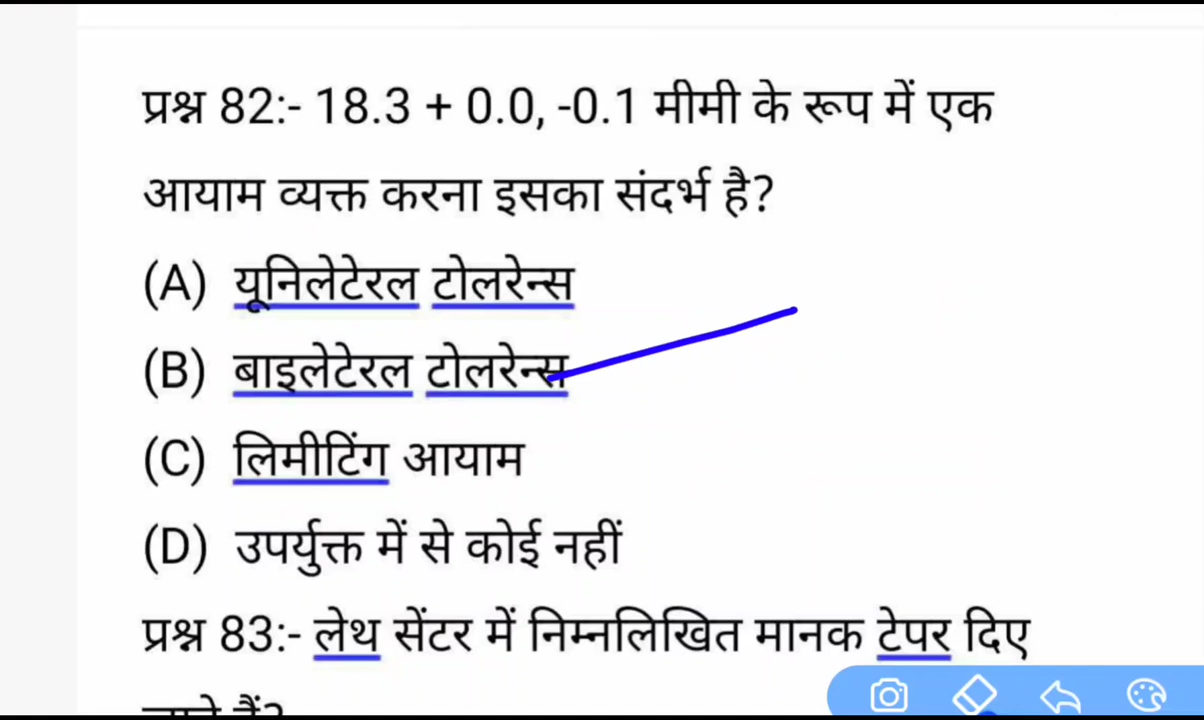 प्रश्न 82:- 18.3 + 0.0, -0.1 मीमी के रूप में एक
आयाम व्यक्त करना इसका संदर्भ है?
(A) यूनिलेटेरल टोलरेन्स
(B) बाइलेटेरल टोलरेन्स
(C) लिमीटिंग आयाम
(D) उपर्युक्त में से कोई नहीं
प्रश्न 83:- लेथ सेंटर में निम्नलिखित मानक टेपर दिए